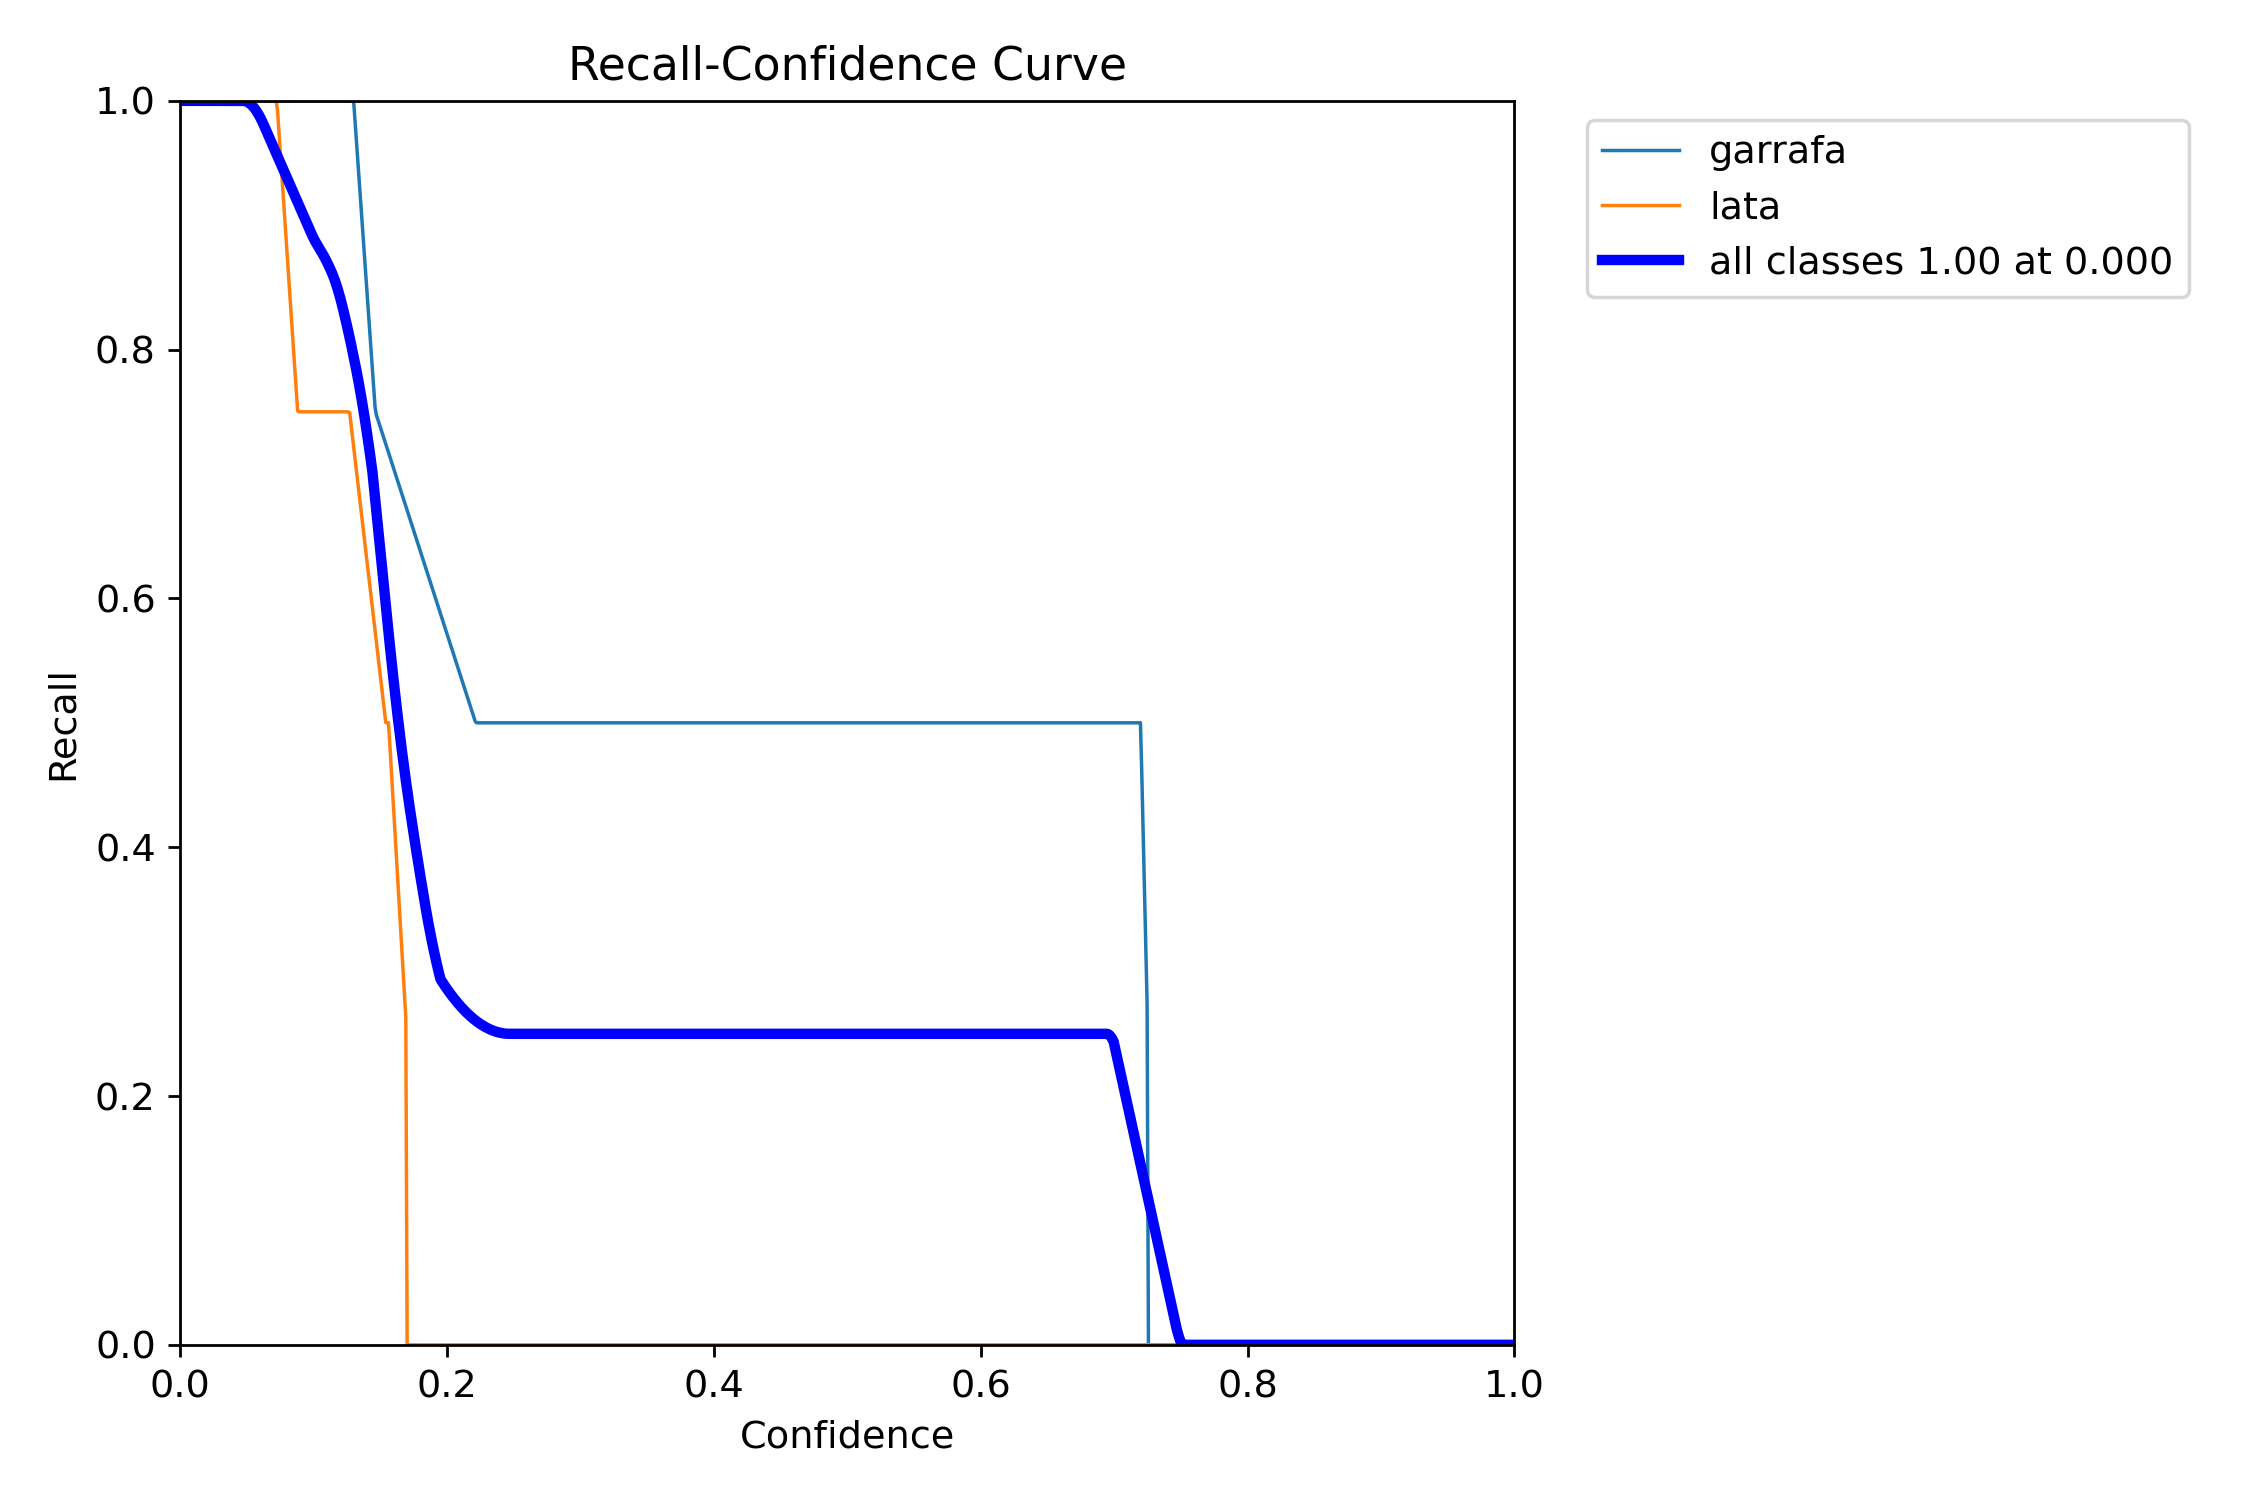 Recall-Confidence Curve
1.0
0.8
0.6
0.4
0.2
0.0
Recall
0.0 0.2 0.4 0.6 0.8 1.0
Confidence
garrafa
lata
all classes 1.00 at 0.000